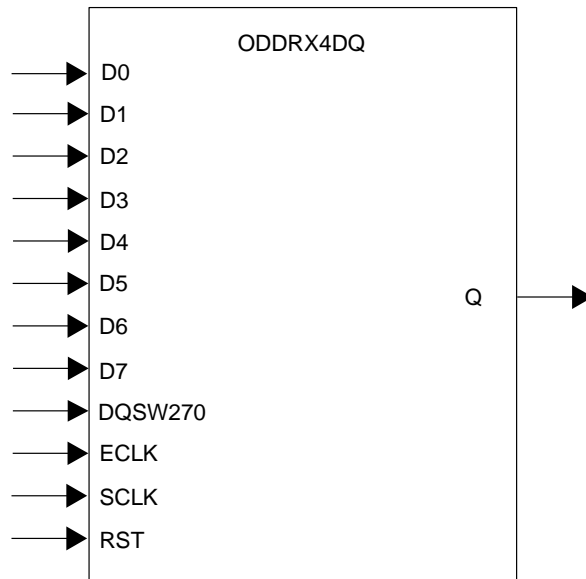 ODDRX4DQ
D0
D1
D2
D3
D4
D5
Q
D6
D7
DQSW270
ECLK
SCLK
RST